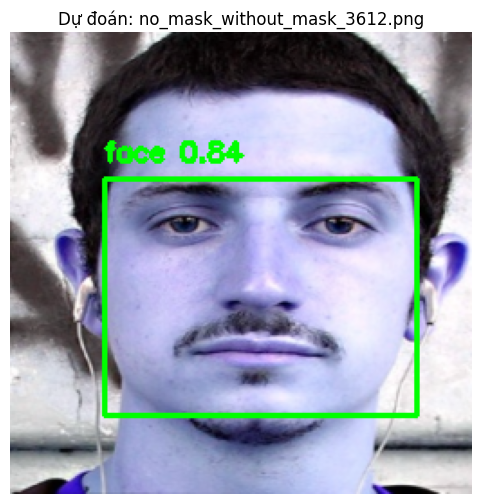 Dự đoán: no_mask_without_mask_3612.png
face 0.84